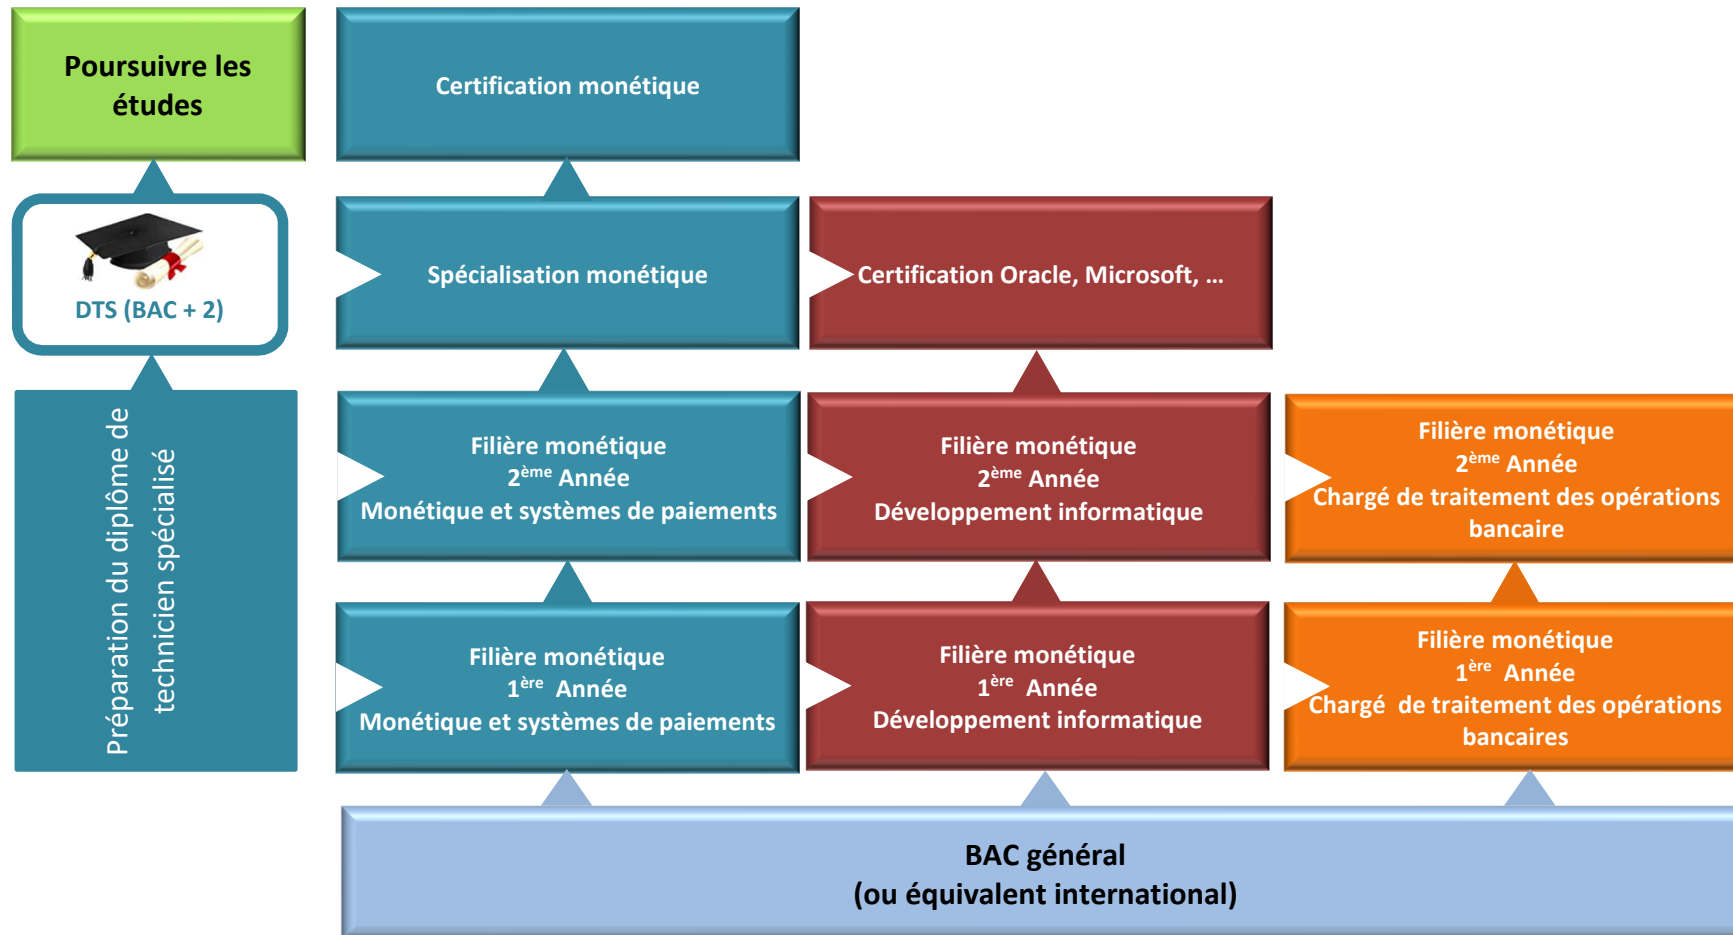 Poursuivre les
études
Certification monétique
DTS (BAC + 2)
Spécialisation monétique
Certification Oracle, Microsoft, ...
Préparation du diplôme de
technicien spécialisé
Filière monétique
2ème Année
Monétique et systèmes de paiements
Filière monétique
2ème Année
Développement informatique
Filière monétique
2ème Année
Chargé de traitement des opérations
bancaire
Filière monétique
1ère Année
Monétique et systèmes de paiements
Filière monétique
1ère Année
Développement informatique
Filière monétique
1ère Année
Chargé de traitement des opérations
bancaires
BAC général
(ou équivalent international)